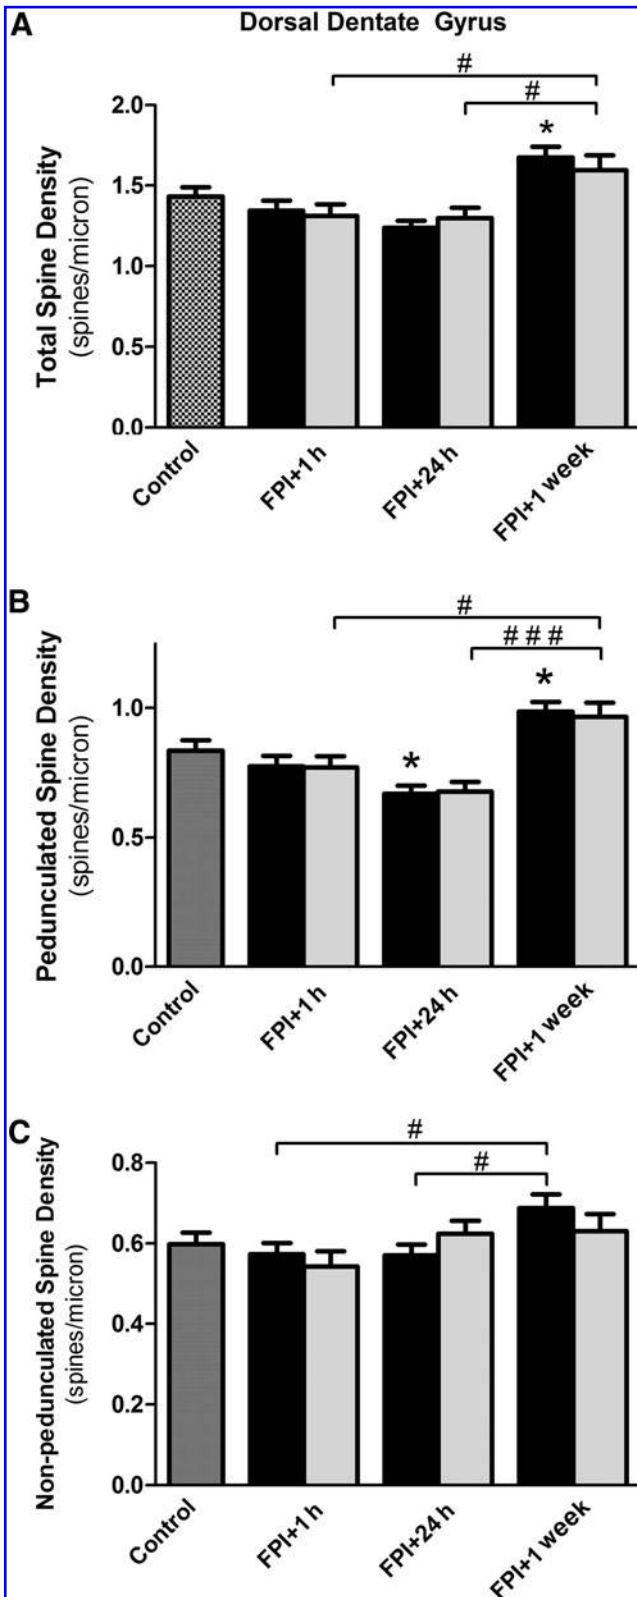 A
Dorsal Dentate Gyrus
#
#
*
Total Spine Density
(spines/micron)
2.0
1.5
1.0
0.5
0.0
Control
FPI+1 h
FPI+24 h
FPI+1 week
B
#
# # #
*
*
Pedunculated Spine Density
(spines/micron)
1.0
0.5
0.0
Control
FPI+1 h
FPI+24 h
FPI+1 week
C
#
#
Non-pedunculated Spine Density
(spines/micron)
0.8
0.6
0.4
0.2
0.0
Control
FPI+1 h
FPI+24 h
FPI+1 week